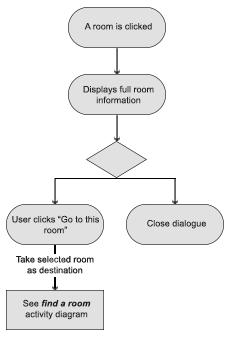 A room is clicked
Displays full room
information
User clicks "Go to this
room"
Close dialogue
Take selected room
as destination
See find a room
activity diagram